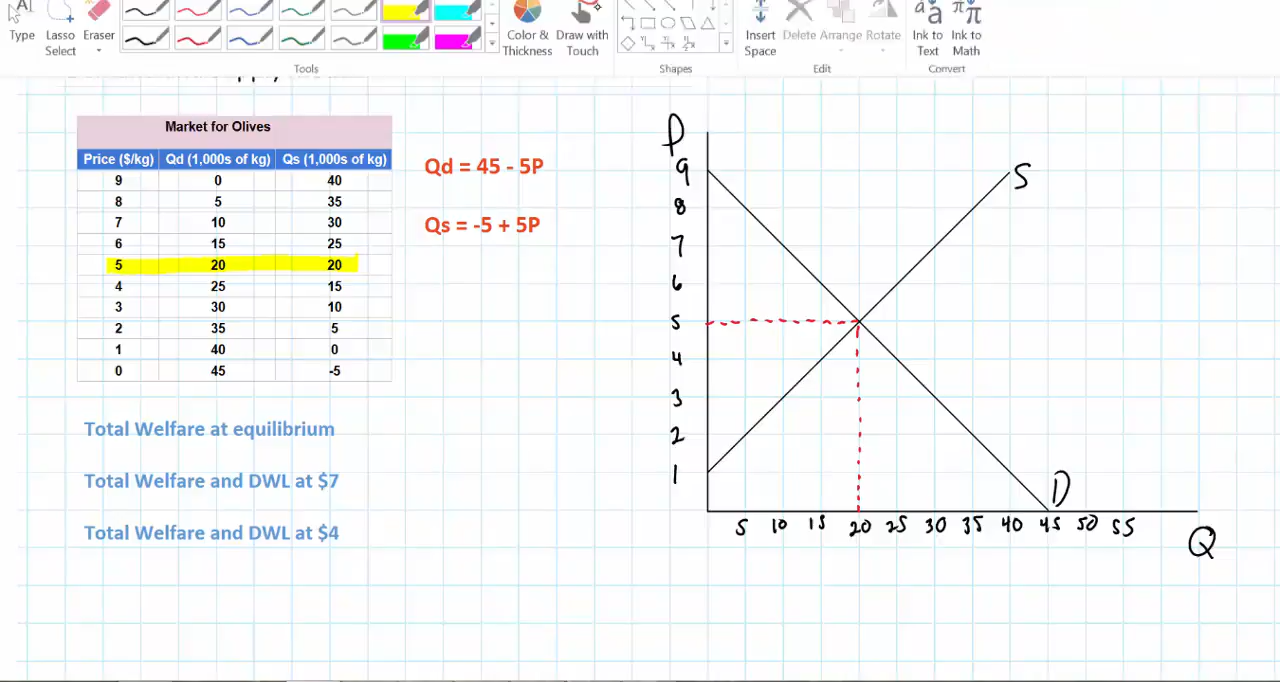 Type Lasso Select Eraser
Color & Thickness Draw with Touch
Insert Space Delete Arrange Rotate
Ink to Text Ink to Math
Tools Shapes Edit Convert
Market for Olives
Price ($/kg) Qd (1,000s of kg) Qs (1,000s of kg)
9 0 40
8 5 35
7 10 30
6 15 25
5 20 20
4 25 15
3 30 10
2 35 5
1 40 0
0 45 -5
Qd = 45 - 5P
Qs = -5 + 5P
Total Welfare at equilibrium
Total Welfare and DWL at $7
Total Welfare and DWL at $4
P
9
8
7
6
5
4
3
2
1
S
D
5 10 15 20 25 30 35 40 45 50 55
Q